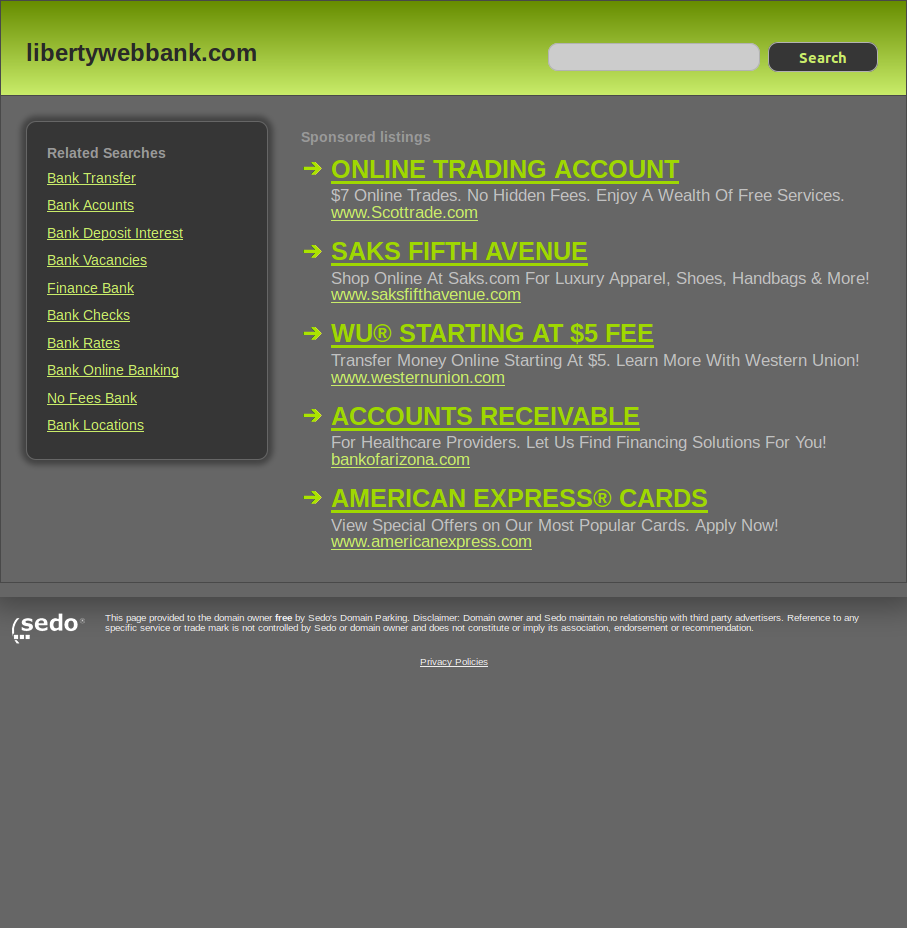 libertywebbank.com
Search
Related Searches
Bank Transfer
Bank Acounts
Bank Deposit Interest
Bank Vacancies
Finance Bank
Bank Checks
Bank Rates
Bank Online Banking
No Fees Bank
Bank Locations
Sponsored listings
ONLINE TRADING ACCOUNT
$7 Online Trades. No Hidden Fees. Enjoy A Wealth Of Free Services.
www.Scottrade.com
SAKS FIFTH AVENUE
Shop Online At Saks.com For Luxury Apparel, Shoes, Handbags & More!
www.saksfifthavenue.com
WU® STARTING AT $5 FEE
Transfer Money Online Starting At $5. Learn More With Western Union!
www.westernunion.com
ACCOUNTS RECEIVABLE
For Healthcare Providers. Let Us Find Financing Solutions For You!
bankofarizona.com
AMERICAN EXPRESS® CARDS
View Special Offers on Our Most Popular Cards. Apply Now!
www.americanexpress.com
sedo®
This page provided to the domain owner free by Sedo's Domain Parking. Disclaimer: Domain owner and Sedo maintain no relationship with third party advertisers. Reference to any
specific service or trade mark is not controlled by Sedo or domain owner and does not constitute or imply its association, endorsement or recommendation.
Privacy Policies